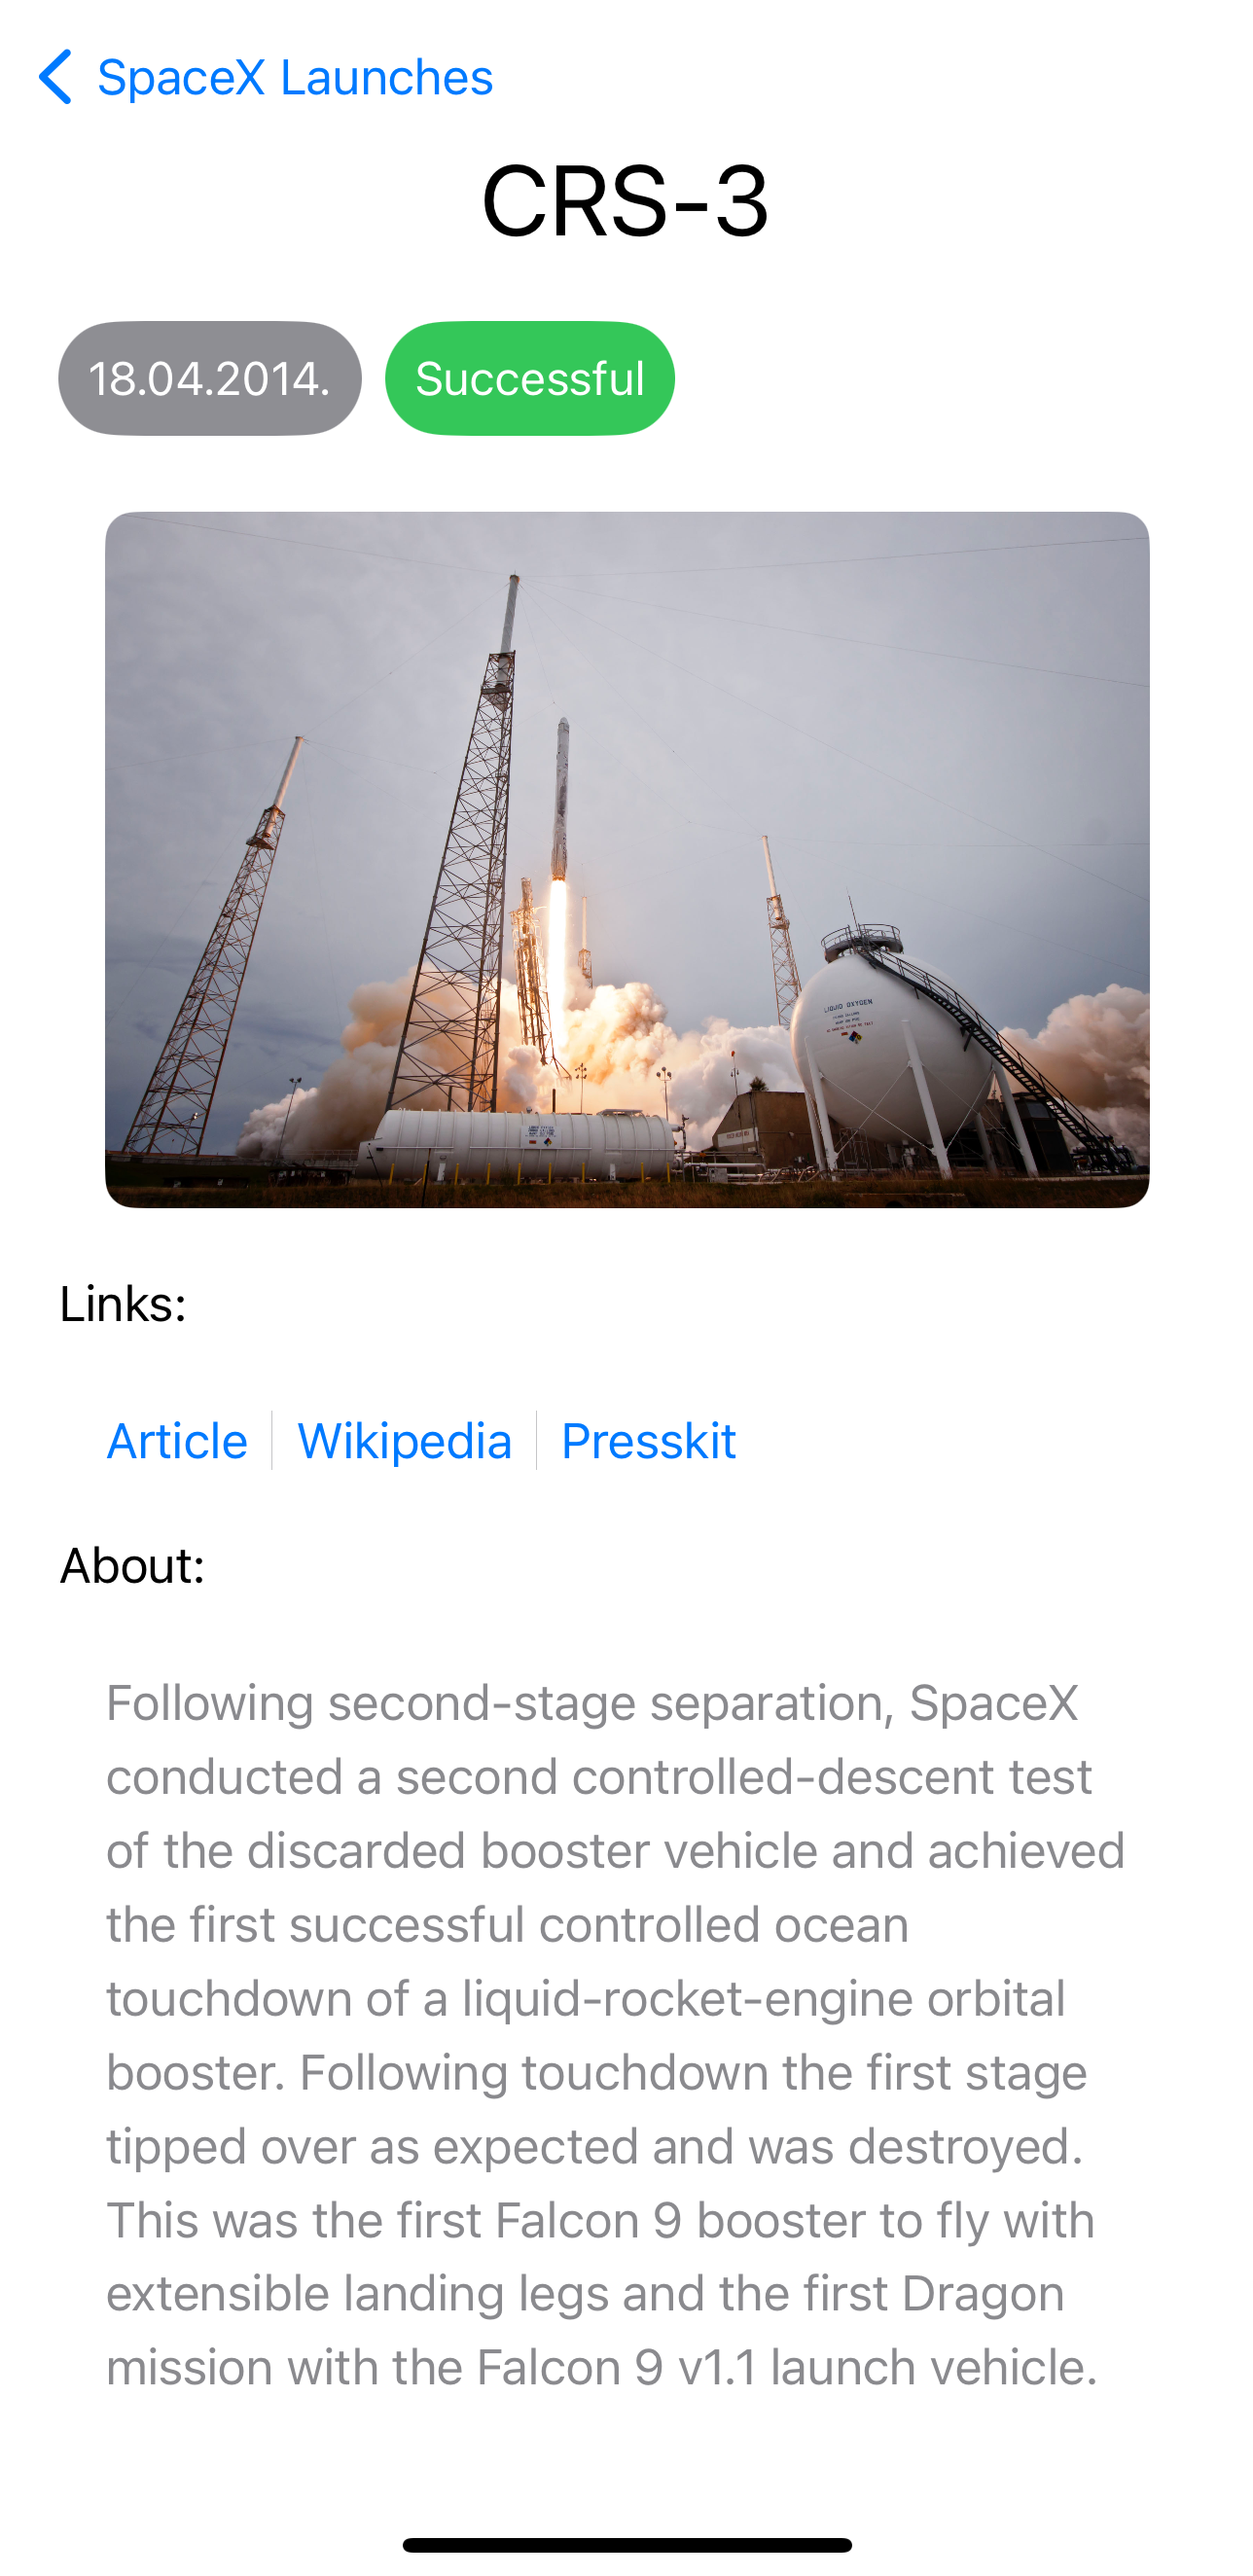 SpaceX Launches
CRS-3
18.04.2014.
Successful
LIQUID OXYGEN
Links:
Article
Wikipedia
Presskit
About:
Following second-stage separation, SpaceX
conducted a second controlled-descent test
of the discarded booster vehicle and achieved
the first successful controlled ocean
touchdown of a liquid-rocket-engine orbital
booster. Following touchdown the first stage
tipped over as expected and was destroyed.
This was the first Falcon 9 booster to fly with
extensible landing legs and the first Dragon
mission with the Falcon 9 v1.1 launch vehicle.